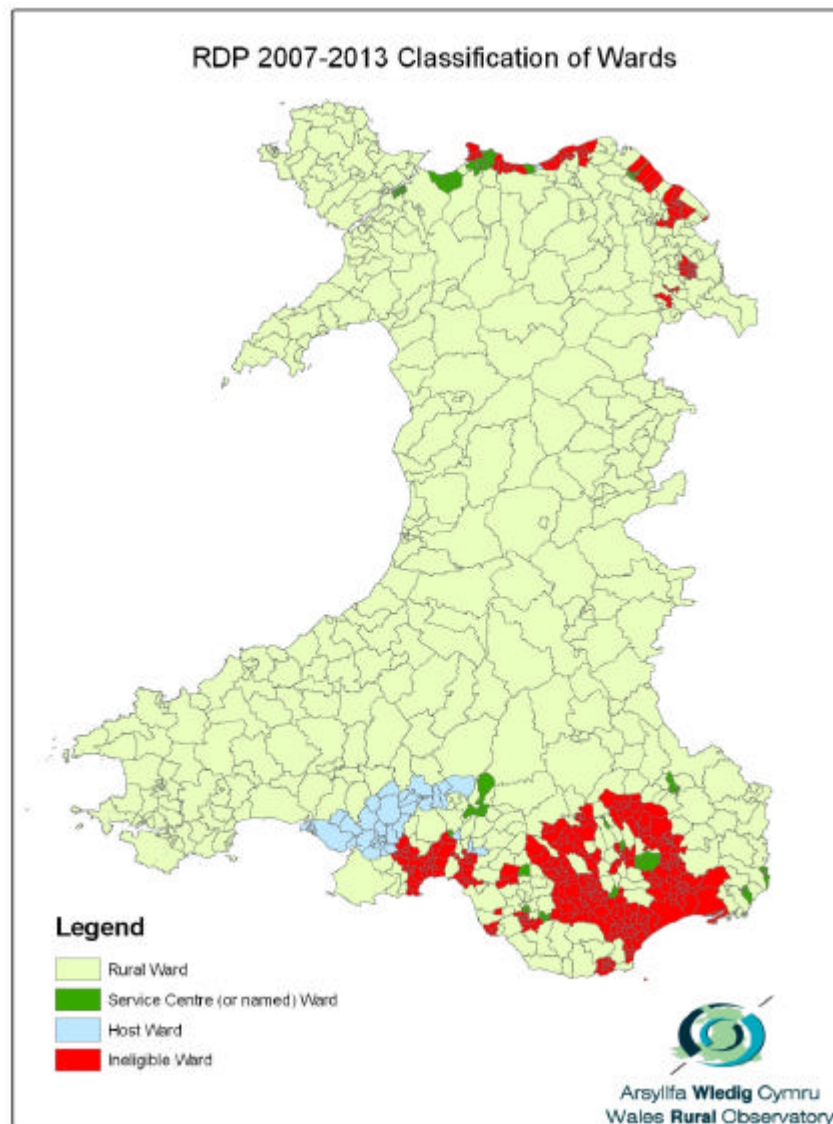 RDP 2007-2013 Classification of Wards
Legend
Rural Ward
Service Centre (or named) Ward
Host Ward
Ineligible Ward
Arsyllfa Wledig Cymru
Wales Rural Observatory